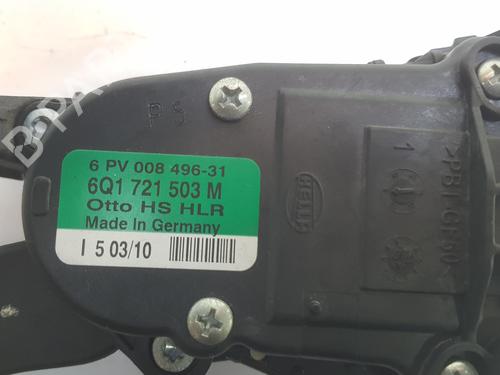 PS
6 PV 008 496-31
6Q1 721 503 M
Otto HS HLR
Made In Germany
I 5 03/10
HELLA
1
>PBT-GF30<